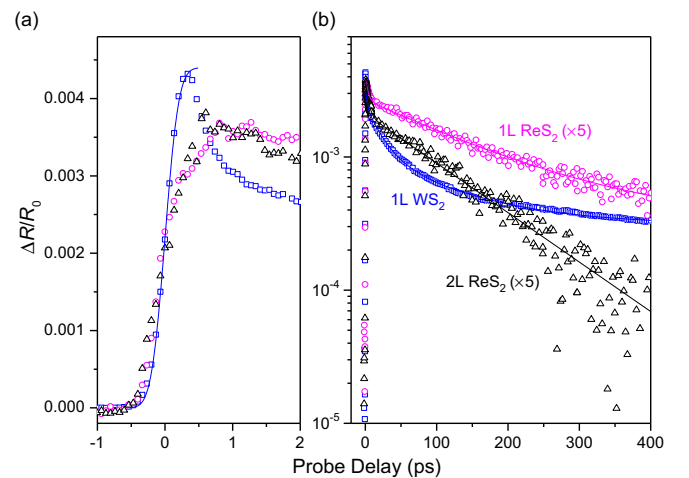 (a)
(b)
0.004
0.003
0.002
0.001
0.000
ΔR/R₀
-1
0
1
2
10⁻³
10⁻⁴
10⁻⁵
1L ReS₂ (×5)
1L WS₂
2L ReS₂ (×5)
0
100
200
300
400
Probe Delay (ps)